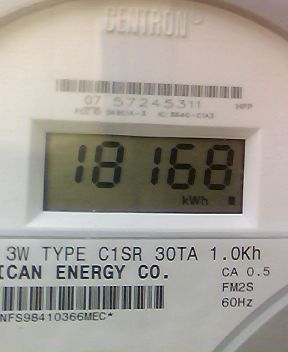 CENTRON®
07 57245311 HPP
18168
kWh
3W TYPE C1SR 30TA 1.0Kh
ICAN ENERGY CO.
CA 0.5
FM2S
60Hz
NFS98410366MEC*